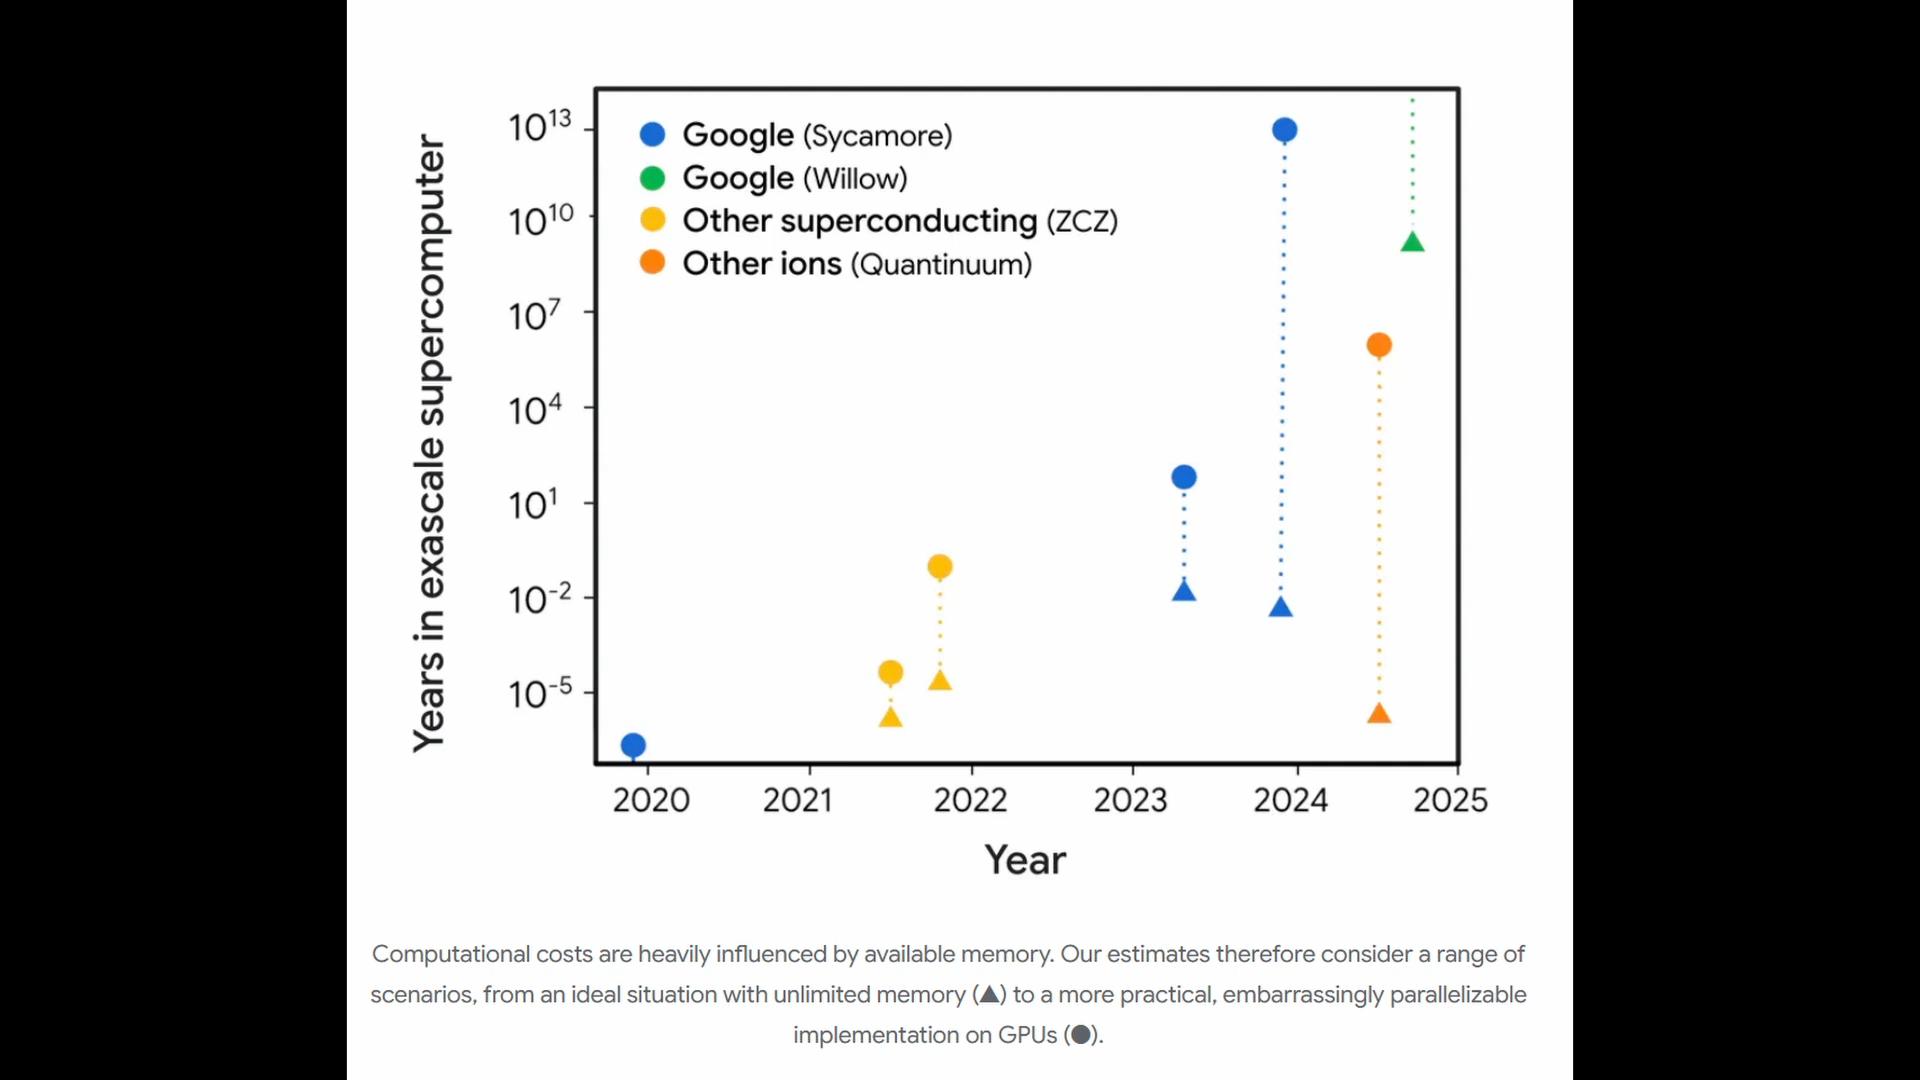 Google (Sycamore)
Google (Willow)
Other superconducting (ZCZ)
Other ions (Quantinuum)
Years in exascale supercomputer
10¹³
10¹⁰
10⁷
10⁴
10¹
10⁻²
10⁻⁵
2020 2021 2022 2023 2024 2025
Year
Computational costs are heavily influenced by available memory. Our estimates therefore consider a range of
scenarios, from an ideal situation with unlimited memory (▲) to a more practical, embarrassingly parallelizable
implementation on GPUs (●).